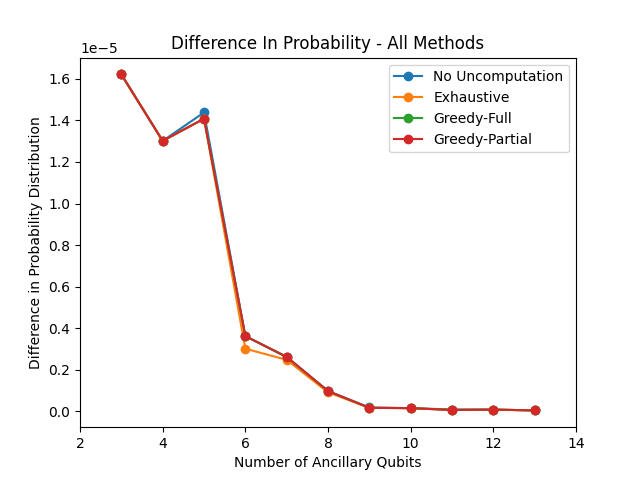 Difference In Probability - All Methods
1e−5
No Uncomputation
Exhaustive
Greedy-Full
Greedy-Partial
1.6
1.4
1.2
1.0
0.8
0.6
0.4
0.2
0.0
Difference in Probability Distribution
2 4 6 8 10 12 14
Number of Ancillary Qubits